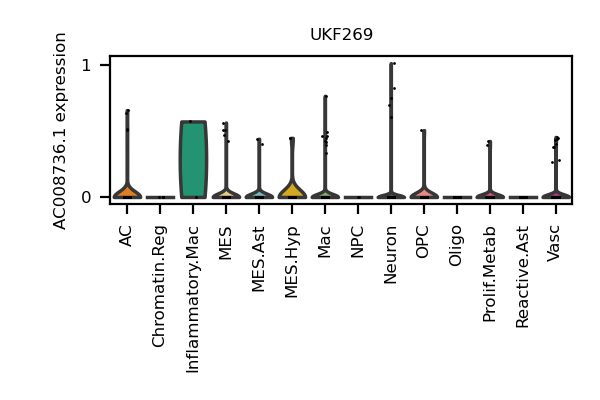 UKF269
AC008736.1 expression
1
0
AC
Chromatin.Reg
Inflammatory.Mac
MES
MES.Ast
MES.Hyp
Mac
NPC
Neuron
OPC
Oligo
Prolif.Metab
Reactive.Ast
Vasc